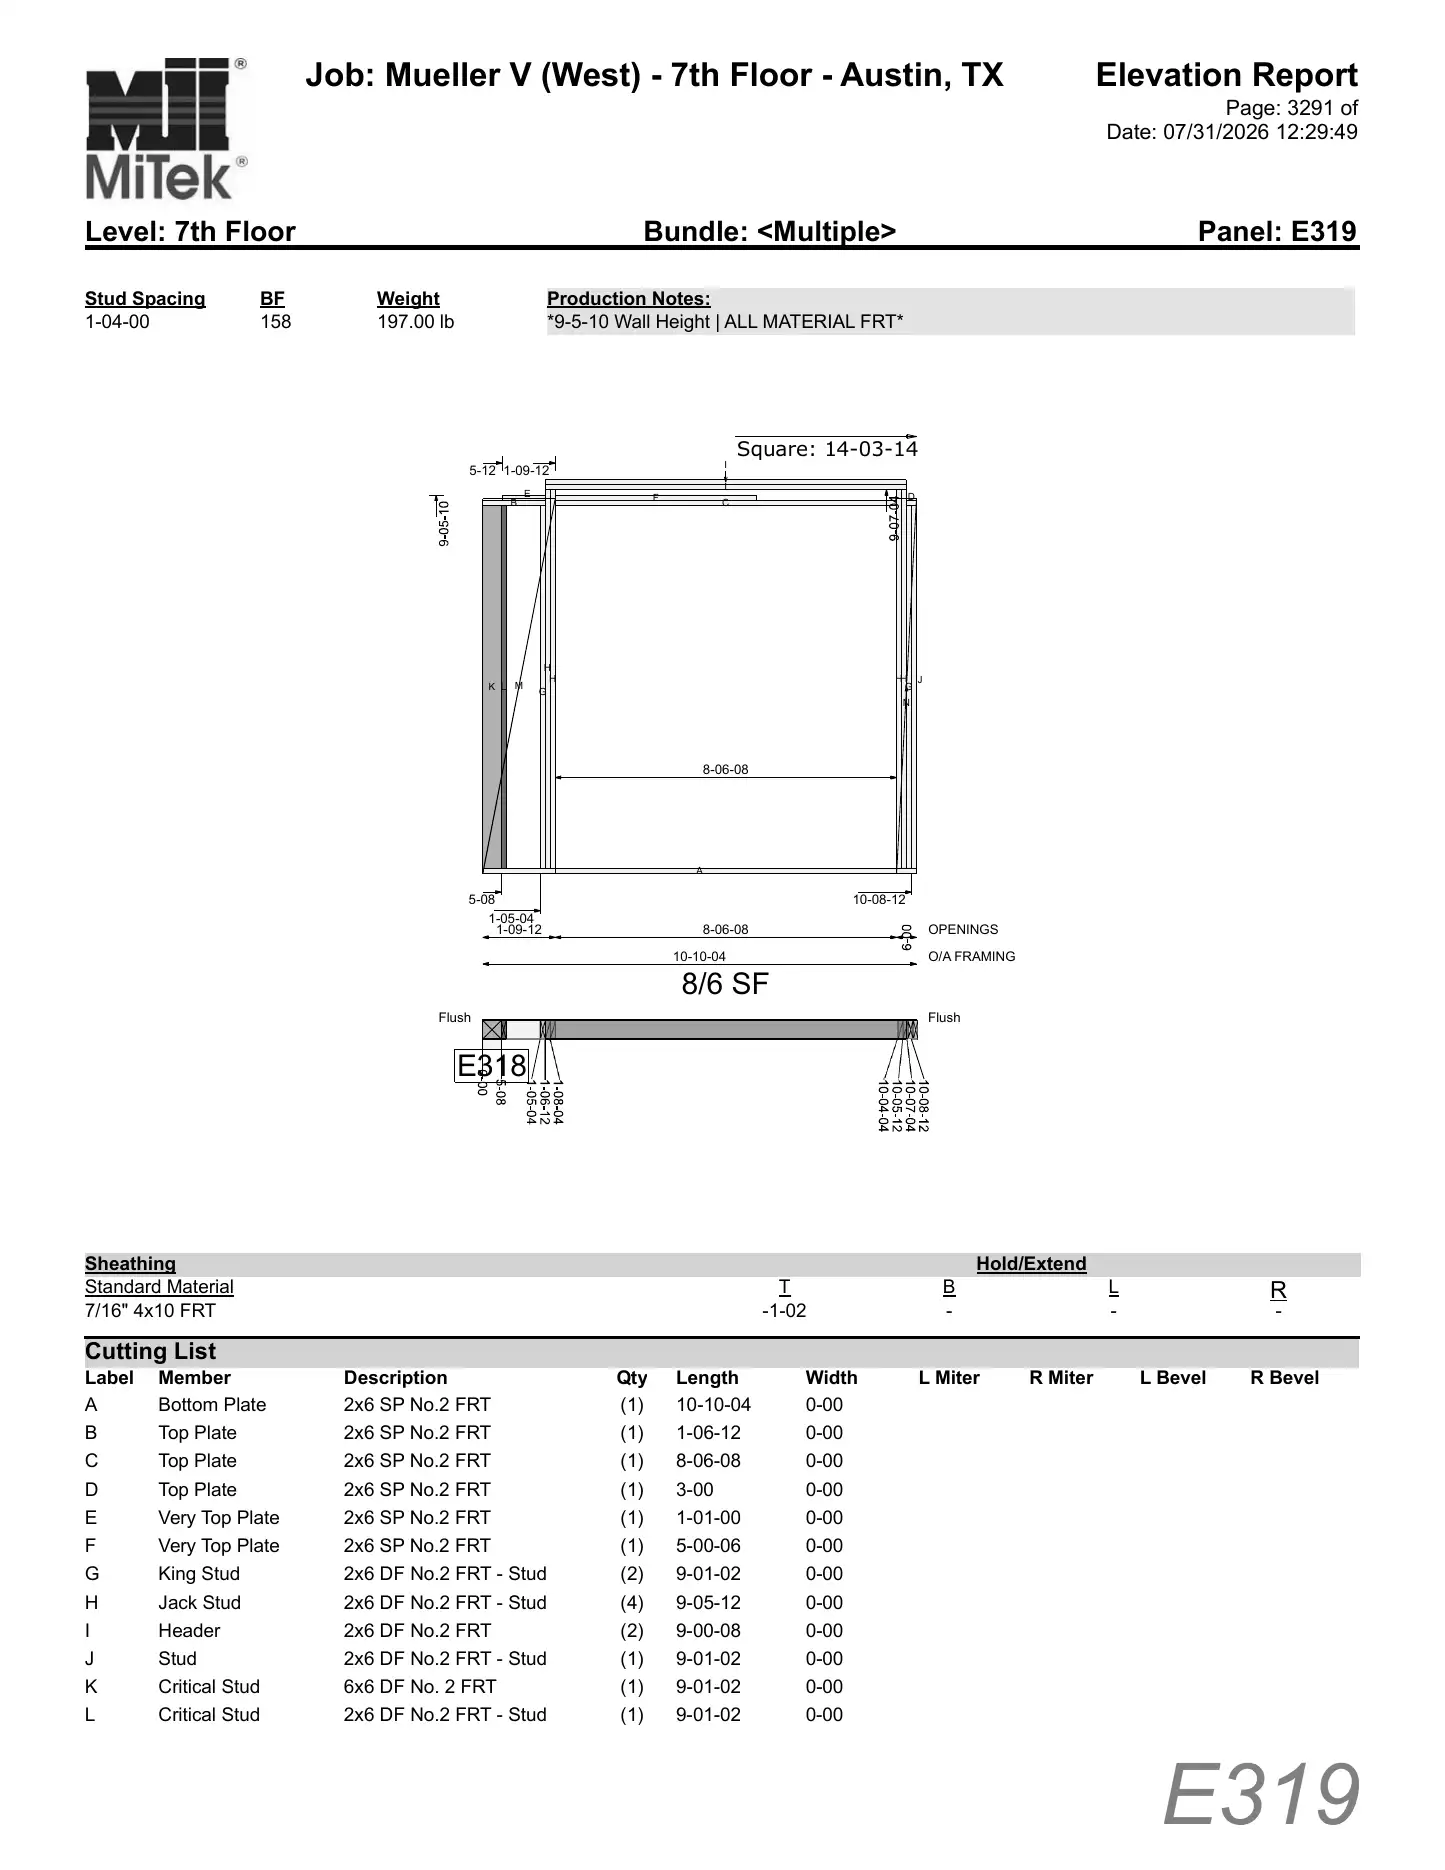 MiTek®
Job: Mueller V (West) - 7th Floor - Austin, TX
Elevation Report
Page: 3291 of
Date: 07/31/2026 12:29:49
Level: 7th Floor Bundle: <Multiple> Panel: E319
Stud Spacing BF Weight Production Notes:
1-04-00 158 197.00 lb *9-5-10 Wall Height | ALL MATERIAL FRT*
Square: 14-03-14
5-12 1-09-12
E F D
B C
9-05-10
9-07-04
H
K L M H G
J
G
N
8-06-08
A
5-08 10-08-12
1-05-04
1-09-12 8-06-08 6-00 OPENINGS
10-10-04 O/A FRAMING
8/6 SF
Flush Flush
E318
0-00
5-08
1-05-04
1-06-12
1-08-04
10-04-04
10-05-12
10-07-04
10-08-12
Sheathing Hold/Extend
Standard Material T B L R
7/16" 4x10 FRT -1-02 - - -
Cutting List
Label Member Description Qty Length Width L Miter R Miter L Bevel R Bevel
A Bottom Plate 2x6 SP No.2 FRT (1) 10-10-04 0-00
B Top Plate 2x6 SP No.2 FRT (1) 1-06-12 0-00
C Top Plate 2x6 SP No.2 FRT (1) 8-06-08 0-00
D Top Plate 2x6 SP No.2 FRT (1) 3-00 0-00
E Very Top Plate 2x6 SP No.2 FRT (1) 1-01-00 0-00
F Very Top Plate 2x6 SP No.2 FRT (1) 5-00-06 0-00
G King Stud 2x6 DF No.2 FRT - Stud (2) 9-01-02 0-00
H Jack Stud 2x6 DF No.2 FRT - Stud (4) 9-05-12 0-00
I Header 2x6 DF No.2 FRT (2) 9-00-08 0-00
J Stud 2x6 DF No.2 FRT - Stud (1) 9-01-02 0-00
K Critical Stud 6x6 DF No. 2 FRT (1) 9-01-02 0-00
L Critical Stud 2x6 DF No.2 FRT - Stud (1) 9-01-02 0-00
E319